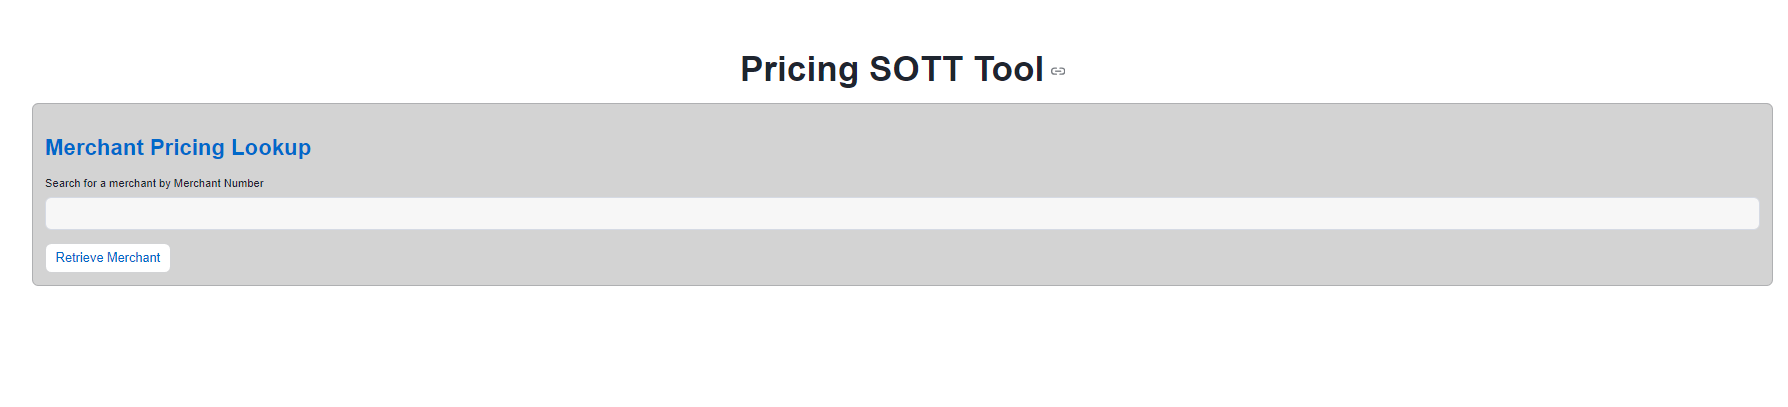 Pricing SOTT Tool
Merchant Pricing Lookup
Search for a merchant by Merchant Number
Retrieve Merchant